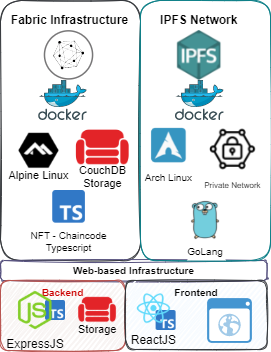 Fabric Infrastructure
IPFS Network
IPFS
docker
docker
Alpine Linux
CouchDB
Storage
Arch Linux
Private Network
TS
NFT - Chaincode
Typescript
GoLang
Web-based Infrastructure
Backend
JS
TS
Storage
ExpressJS
Frontend
TS
ReactJS